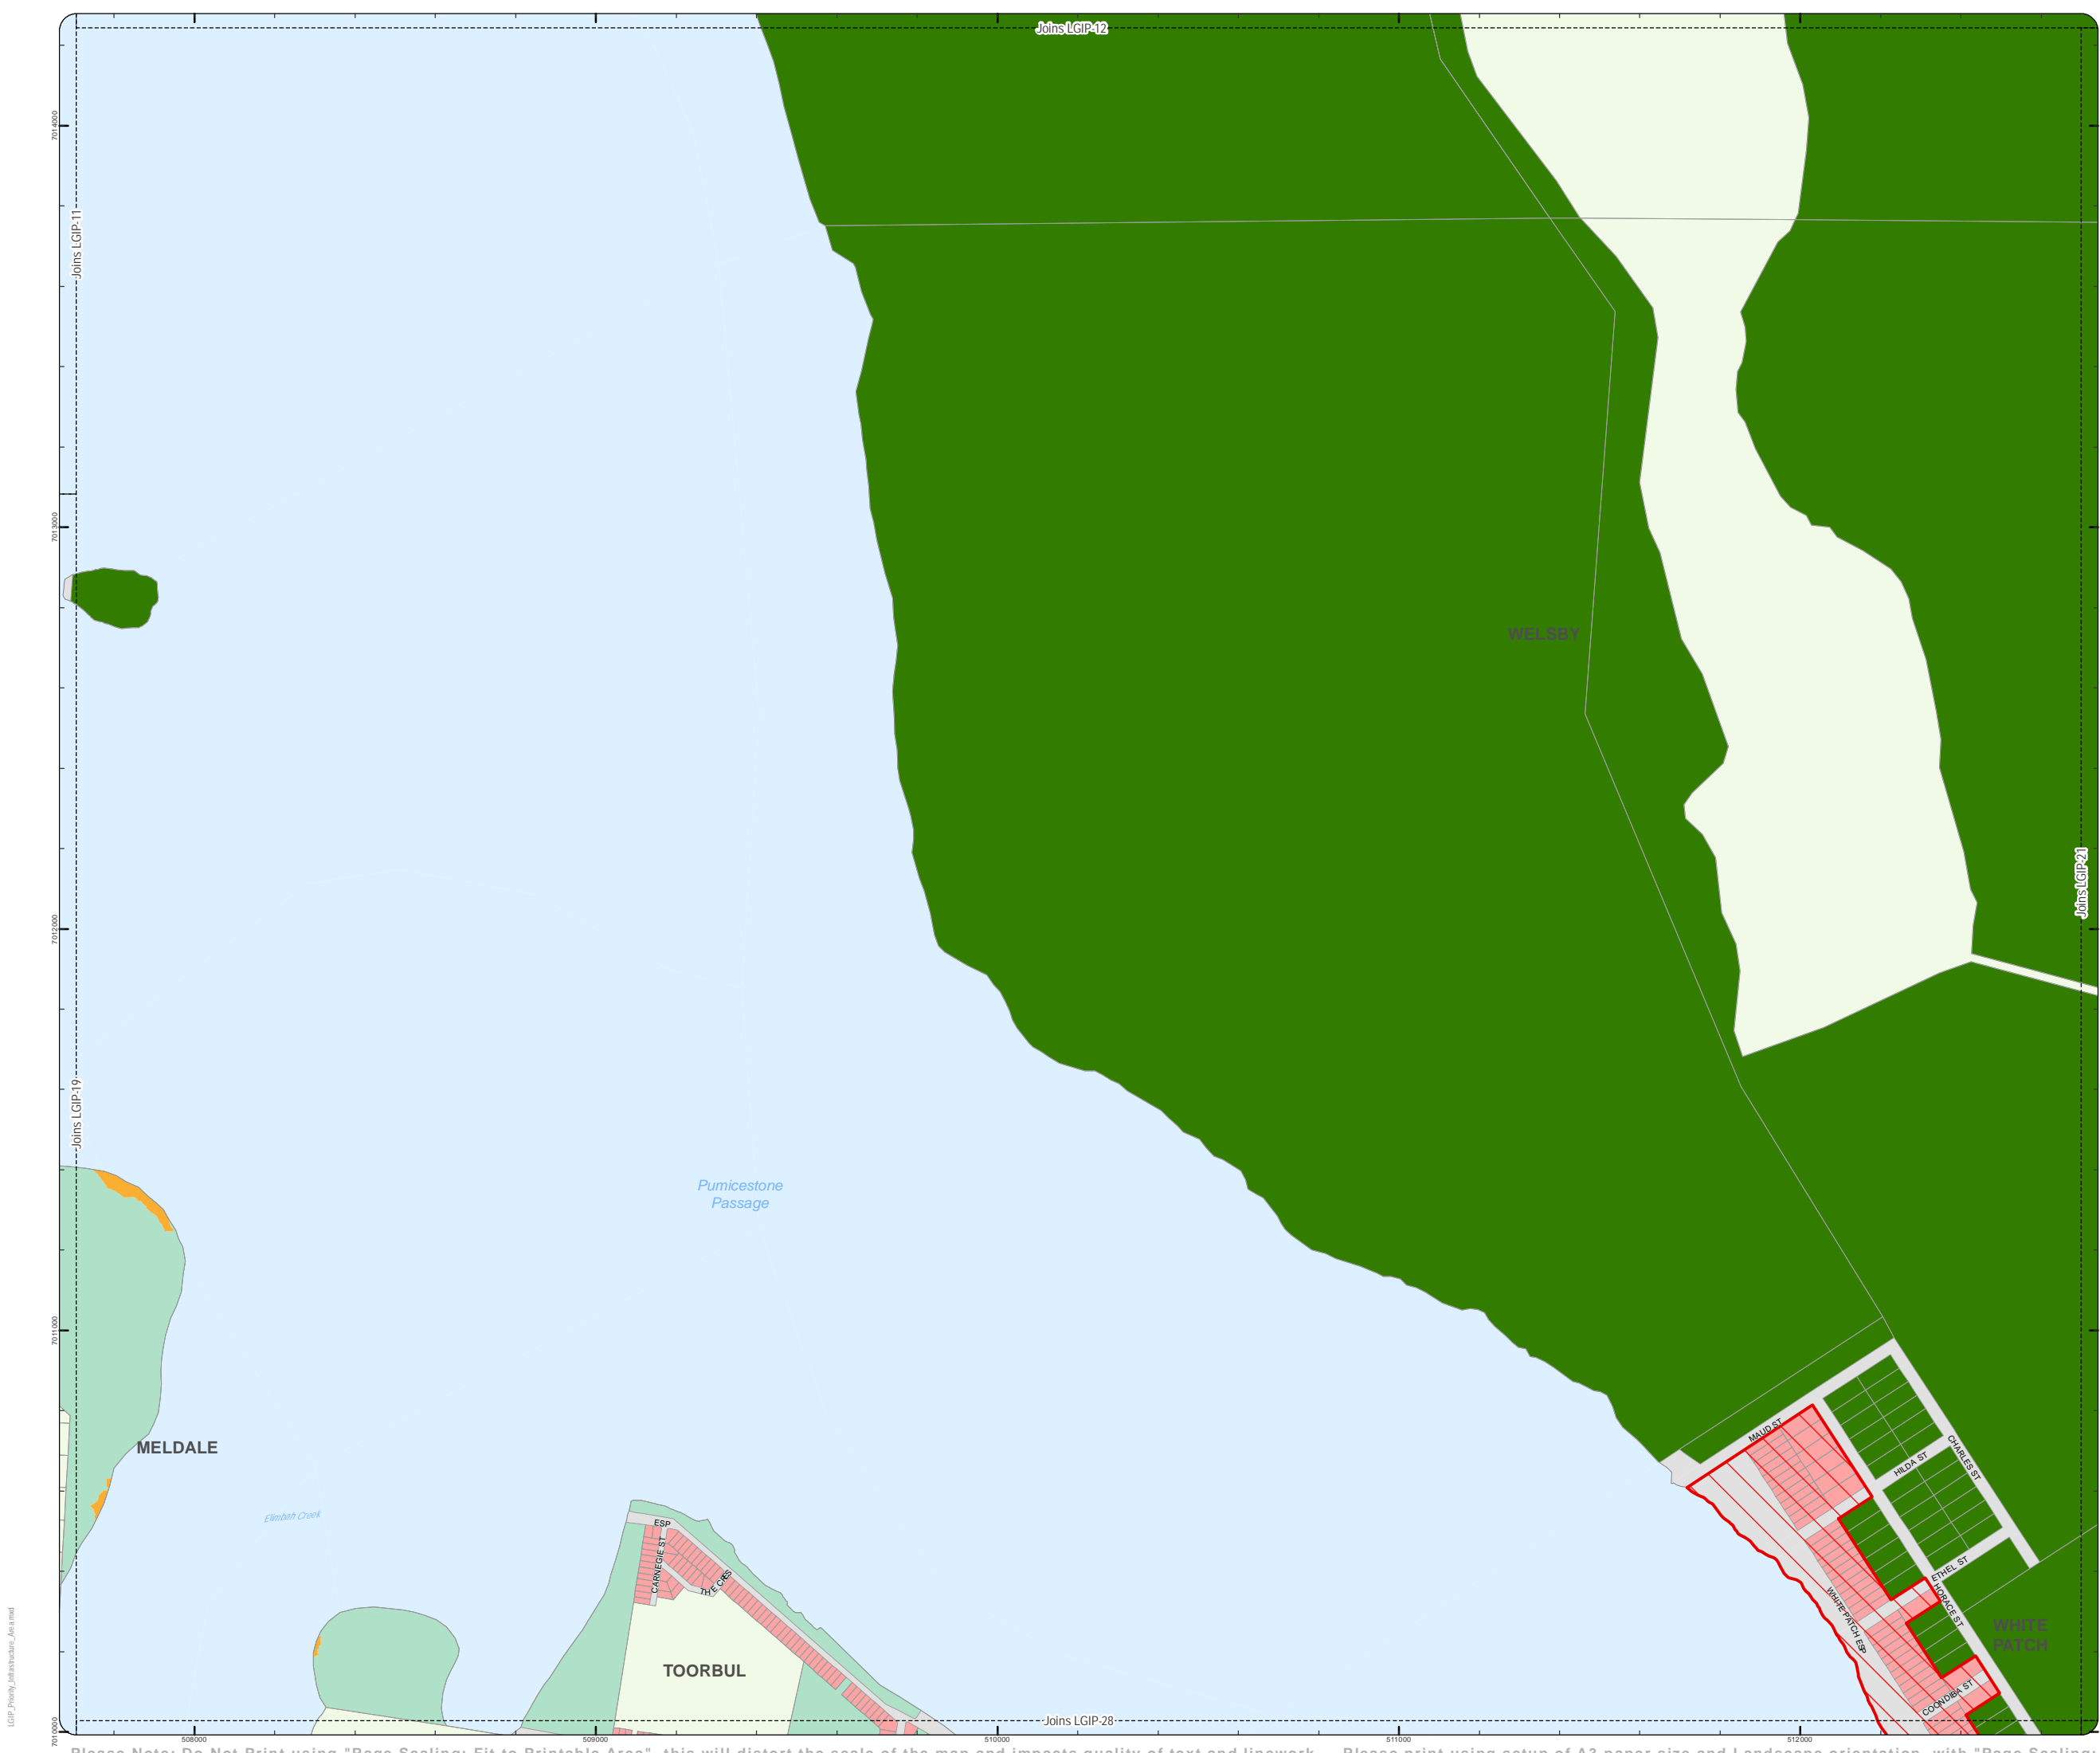 Joins LGIP-12
7014000
Joins LGIP-11
7013000
WELSBY
7012000
Joins LGIP-21
Joins LGIP-19
Pumicestone
Passage
7011000
MELDALE
MAUD ST
CHARLES ST
HILDA ST
Elimbah Creek
ESP
CARNEGIE ST
ETHEL ST
HORACE ST
WHITE PATCH ESP
WHITE
PATCH
TOORBUL
COONDIBA ST
LGIP_Priority_Infrastructure_Area.mxd
7010000
Joins LGIP-28
508000
509000
510000
511000
512000